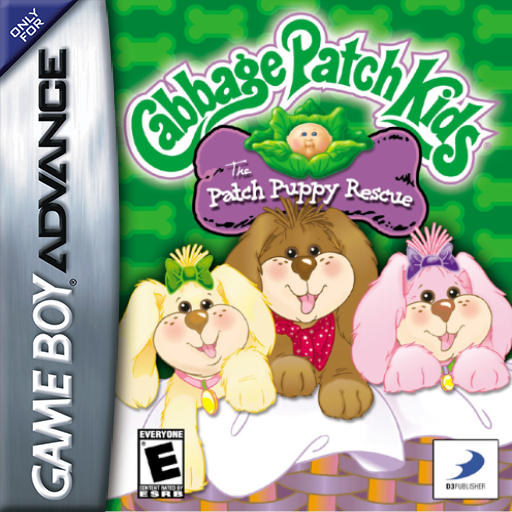 ONLY
FOR
GAME BOY ADVANCE
Cabbage Patch Kids
The
Patch Puppy Rescue
EVERYONE
E
CONTENT RATED BY
ESRB
D3PUBLISHER